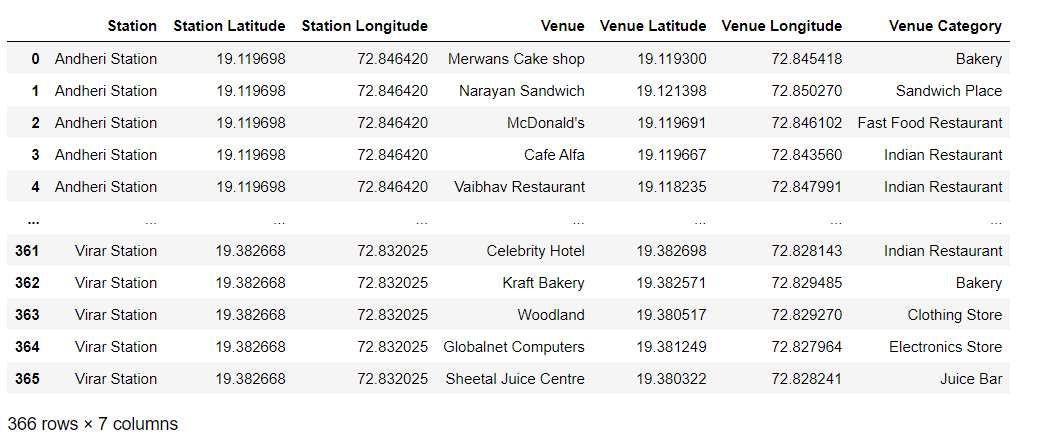 Station Station Latitude Station Longitude Venue Venue Latitude Venue Longitude Venue Category
0 Andheri Station 19.119698 72.846420 Merwans Cake shop 19.119300 72.845418 Bakery
1 Andheri Station 19.119698 72.846420 Narayan Sandwich 19.121398 72.850270 Sandwich Place
2 Andheri Station 19.119698 72.846420 McDonald's 19.119691 72.846102 Fast Food Restaurant
3 Andheri Station 19.119698 72.846420 Cafe Alfa 19.119667 72.843560 Indian Restaurant
4 Andheri Station 19.119698 72.846420 Vaibhav Restaurant 19.118235 72.847991 Indian Restaurant
... ... ... ... ... ... ... ...
361 Virar Station 19.382668 72.832025 Celebrity Hotel 19.382698 72.828143 Indian Restaurant
362 Virar Station 19.382668 72.832025 Kraft Bakery 19.382571 72.829485 Bakery
363 Virar Station 19.382668 72.832025 Woodland 19.380517 72.829270 Clothing Store
364 Virar Station 19.382668 72.832025 Globalnet Computers 19.381249 72.827964 Electronics Store
365 Virar Station 19.382668 72.832025 Sheetal Juice Centre 19.380322 72.828241 Juice Bar
366 rows × 7 columns